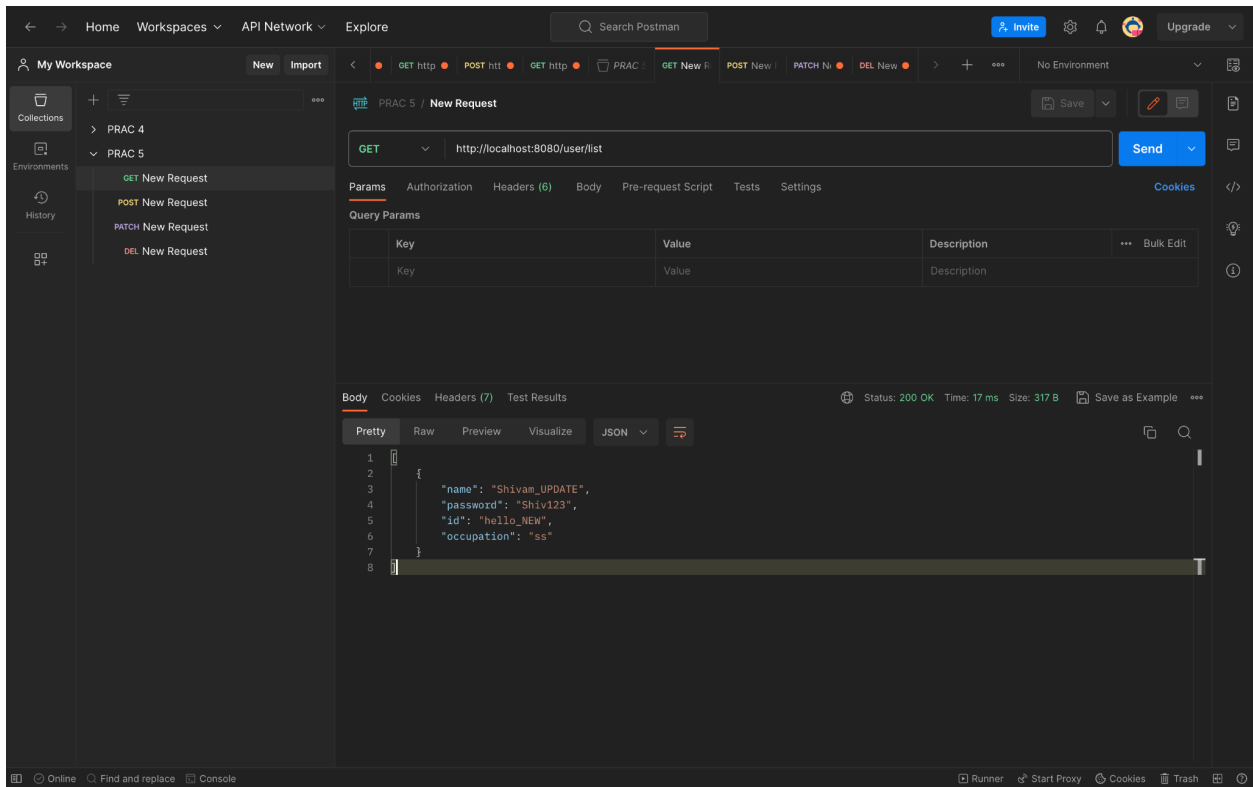 Home Workspaces API Network Explore Search Postman Invite Upgrade
My Workspace New Import GET http POST htt GET http PRAC GET New R POST New PATCH N DEL New No Environment
Collections
PRAC 5 / New Request Save
PRAC 4
PRAC 5
GET http://localhost:8080/user/list Send
Environments
GET New Request
POST New Request
PATCH New Request
DEL New Request
History
Params Authorization Headers (6) Body Pre-request Script Tests Settings Cookies
Query Params
Key Value Description Bulk Edit
Key Value Description
Body Cookies Headers (7) Test Results Status: 200 OK Time: 17 ms Size: 317 B Save as Example
Pretty Raw Preview Visualize JSON
1 [
2 {
3 "name": "Shivam_UPDATE",
4 "password": "Shiv123",
5 "id": "hello_NEW",
6 "occupation": "ss"
7 }
8 ]
Online Find and replace Console Runner Start Proxy Cookies Trash